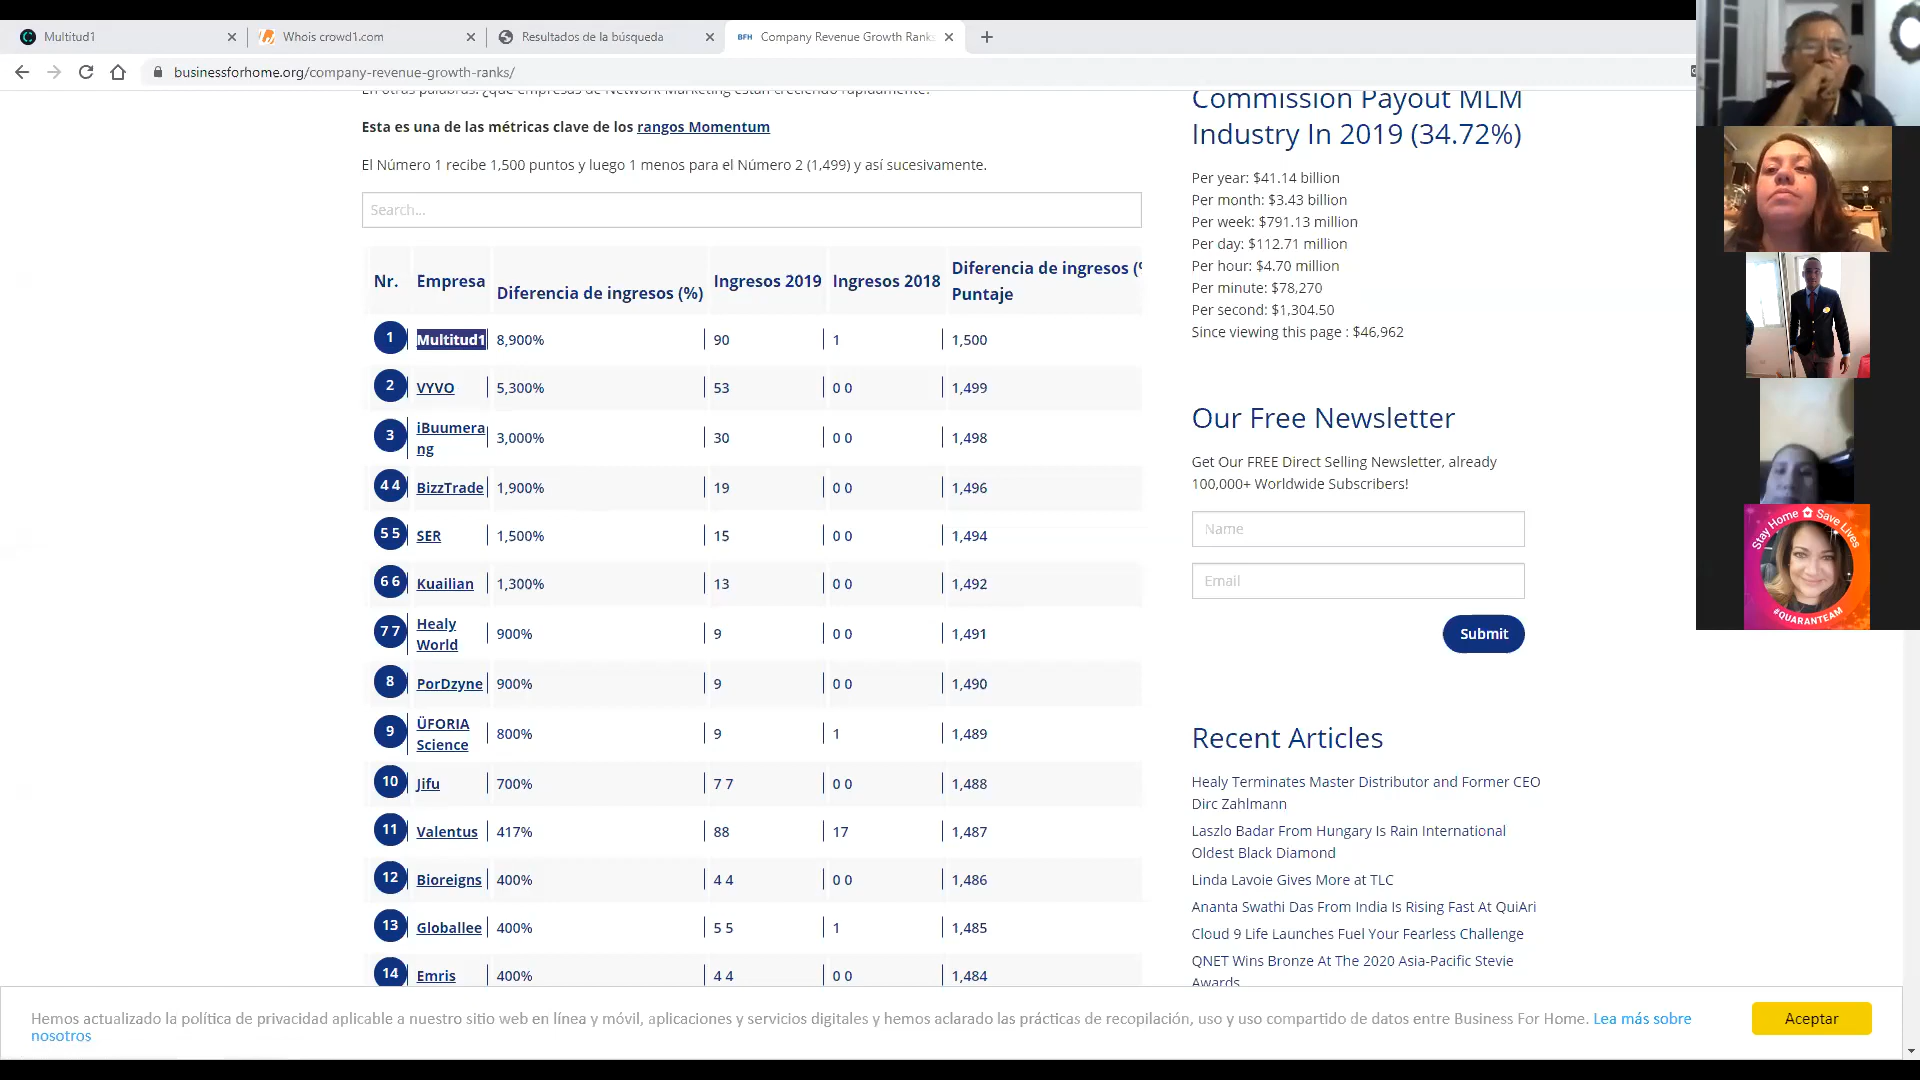 Multitud1
Whois crowd1.com
Resultados de la búsqueda
BFH Company Revenue Growth Ranks
businessforhome.org/company-revenue-growth-ranks/
En otras palabras: ¿qué empresas de Network Marketing están creciendo rápidamente?
Esta es una de las métricas clave de los rangos Momentum
El Número 1 recibe 1,500 puntos y luego 1 menos para el Número 2 (1,499) y así sucesivamente.
Search...
Nr. Empresa Diferencia de ingresos (%) Ingresos 2019 Ingresos 2018 Diferencia de ingresos (%
Puntaje
1 Multitud1 8,900% 90 1 1,500
2 VYVO 5,300% 53 0 0 1,499
3 iBuumera
ng 3,000% 30 0 0 1,498
4 4 BizzTrade 1,900% 19 0 0 1,496
5 5 SER 1,500% 15 0 0 1,494
6 6 Kuailian 1,300% 13 0 0 1,492
7 7 Healy
World 900% 9 0 0 1,491
8 PorDzyne 900% 9 0 0 1,490
9 ÜFORIA
Science 800% 9 1 1,489
10 Jifu 700% 7 7 0 0 1,488
11 Valentus 417% 88 17 1,487
12 Bioreigns 400% 4 4 0 0 1,486
13 Globallee 400% 5 5 1 1,485
14 Emris 400% 4 4 0 0 1,484
Commission Payout MLM
Industry In 2019 (34.72%)
Per year: $41.14 billion
Per month: $3.43 billion
Per week: $791.13 million
Per day: $112.71 million
Per hour: $4.70 million
Per minute: $78,270
Per second: $1,304.50
Since viewing this page : $46,962
Our Free Newsletter
Get Our FREE Direct Selling Newsletter, already
100,000+ Worldwide Subscribers!
Name
Email
Submit
Recent Articles
Healy Terminates Master Distributor and Former CEO
Dirc Zahlmann
Laszlo Badar From Hungary Is Rain International
Oldest Black Diamond
Linda Lavoie Gives More at TLC
Ananta Swathi Das From India Is Rising Fast At QuiAri
Cloud 9 Life Launches Fuel Your Fearless Challenge
QNET Wins Bronze At The 2020 Asia-Pacific Stevie
Awards
Stay Home Save Lives
#QUARANTEAM
Hemos actualizado la política de privacidad aplicable a nuestro sitio web en línea y móvil, aplicaciones y servicios digitales y hemos aclarado las prácticas de recopilación, uso y uso compartido de datos entre Business For Home. Lea más sobre
nosotros
Aceptar